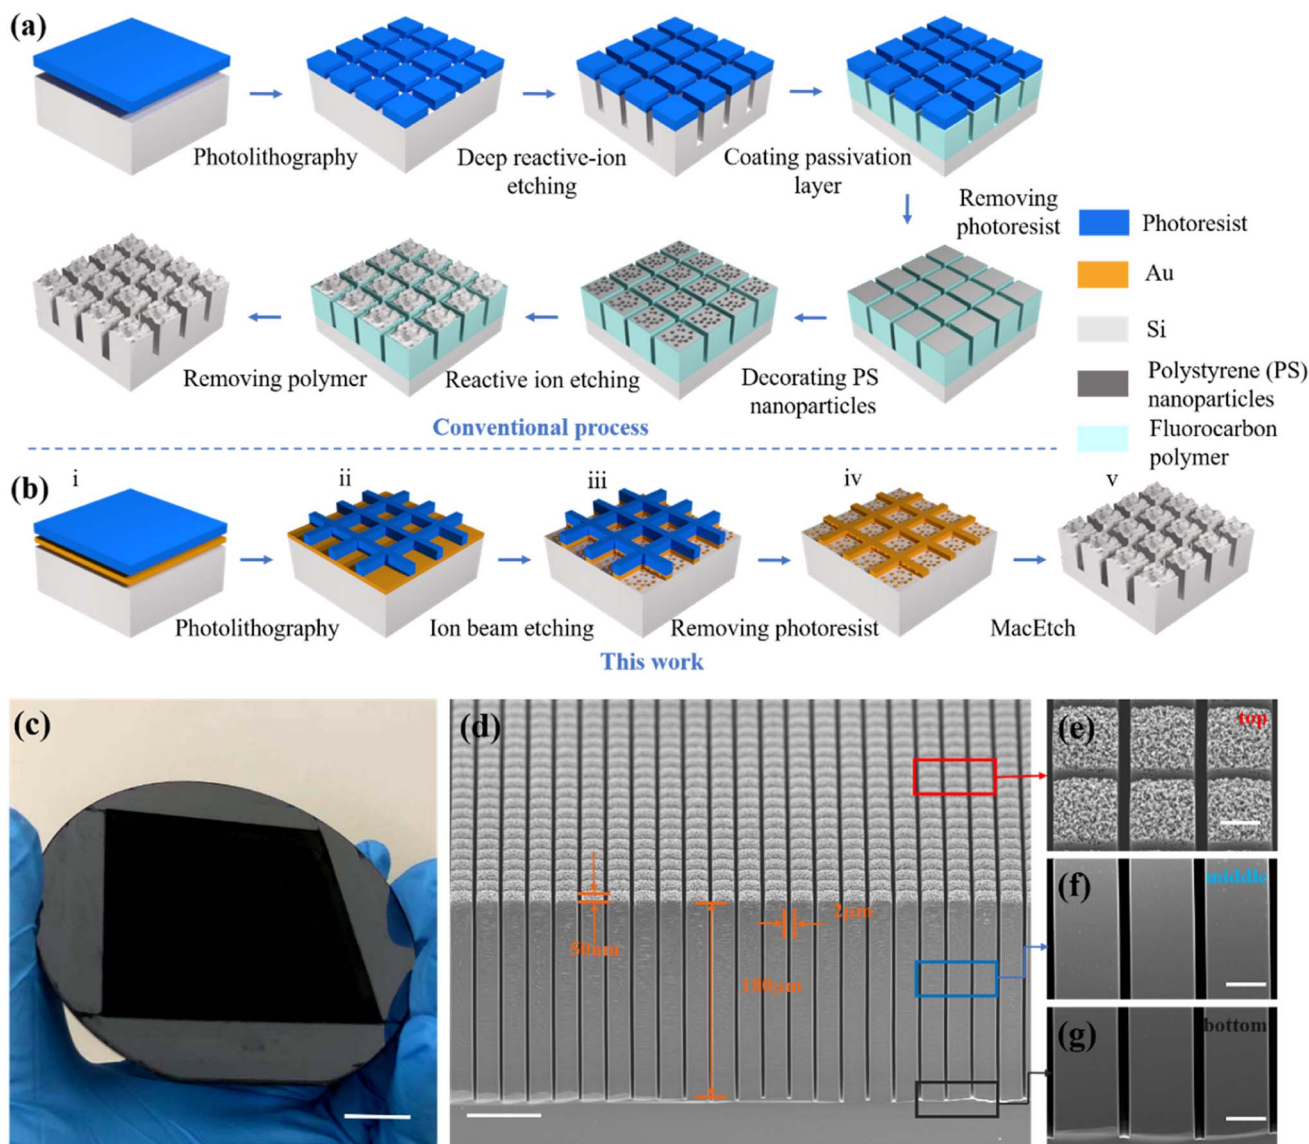 (a)
Photolithography
Deep reactive-ion
etching
Coating passivation
layer
Removing
photoresist
Removing polymer
Reactive ion etching
Decorating PS
nanoparticles
Conventional process
Photoresist
Au
Si
Polystyrene (PS)
nanoparticles
Fluorocarbon
polymer
(b)
i
ii
iii
iv
v
Photolithography
Ion beam etching
Removing photoresist
MacEtch
This work
(c)
(d)
50nm
180μm
2μm
(e)
top
(f)
middle
(g)
bottom